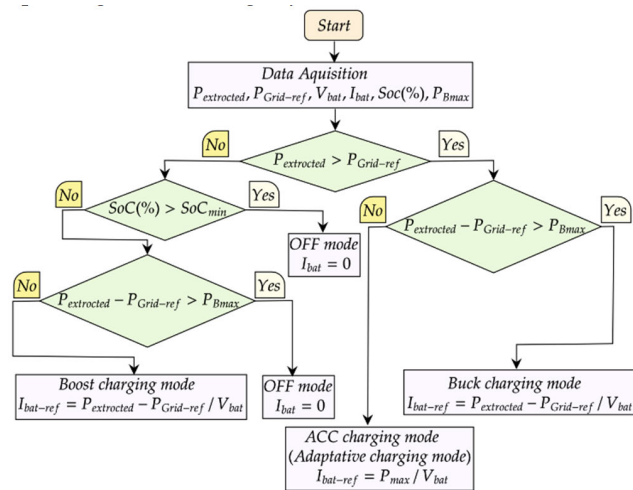 Start
Data Aquisition
P_extrocted, P_Grid−ref, V_bat, I_bat, Soc(%), P_Bmax
No
Yes
P_extrocted > P_Grid−ref
No
Yes
SoC(%) > SoC_min
No
Yes
P_extrocted − P_Grid−ref > P_Bmax
OFF mode
I_bat = 0
No
Yes
P_extrocted − P_Grid−ref > P_Bmax
Boost charging mode
I_bat−ref = P_extrocted − P_Grid−ref / V_bat
OFF mode
I_bat = 0
Buck charging mode
I_bat−ref = P_extrocted − P_Grid−ref / V_bat
ACC charging mode
(Adaptative charging mode)
I_bat−ref = P_max / V_bat